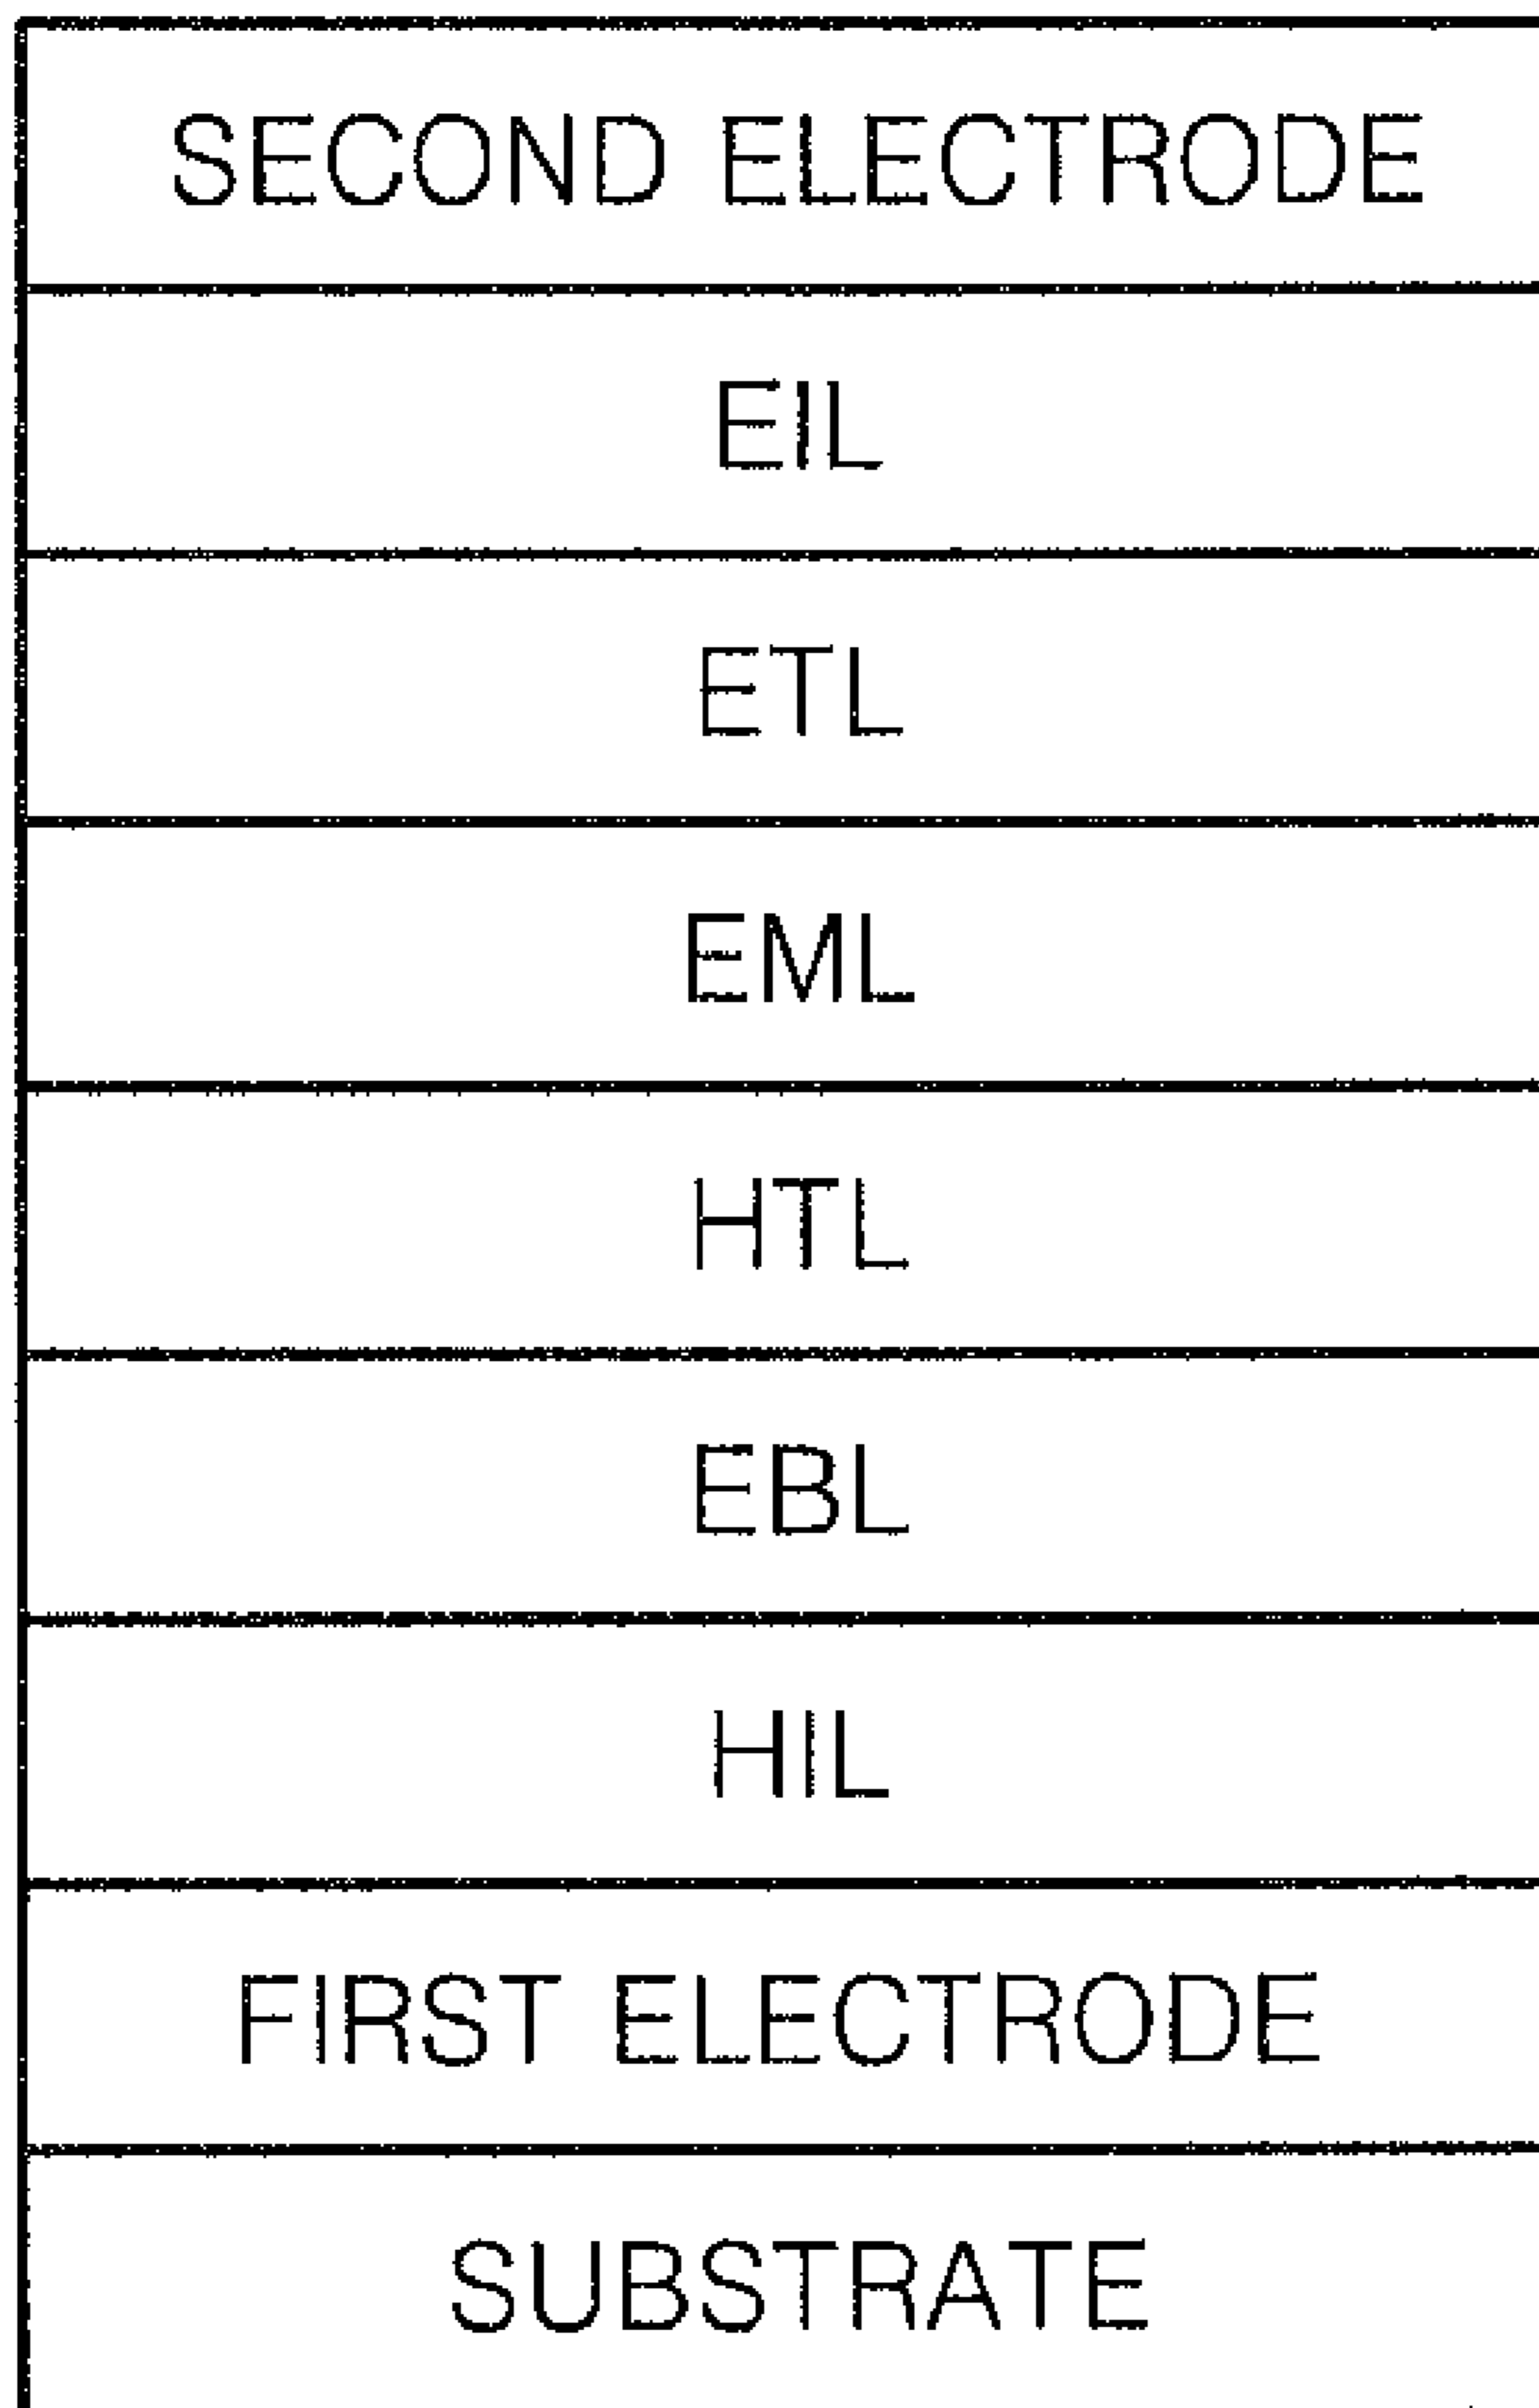 SECOND ELECTRODE
EIL
ETL
EML
HTL
EBL
HIL
FIRST ELECTRODE
SUBSTRATE